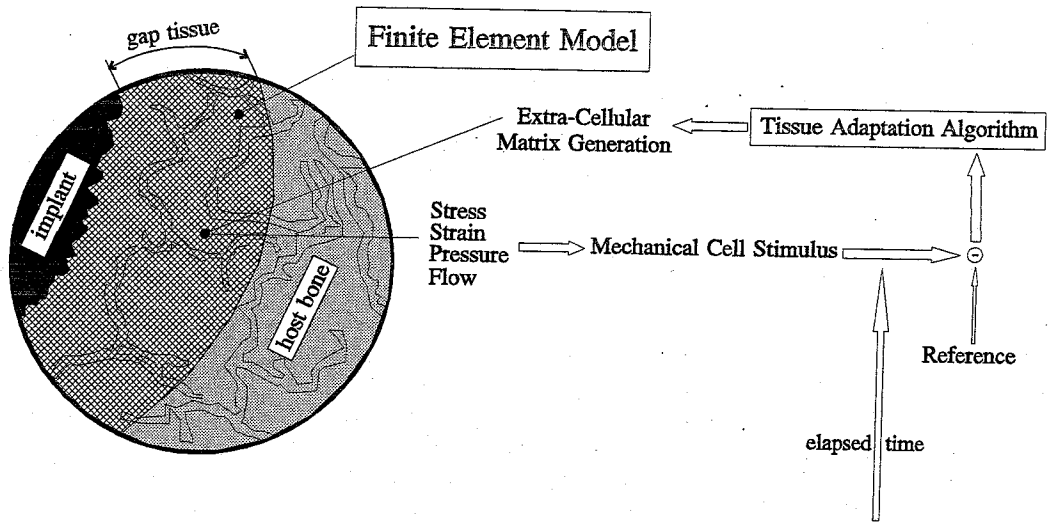 gap tissue
Finite Element Model
Extra-Cellular
Matrix Generation
Tissue Adaptation Algorithm
implant
Stress
Strain
Pressure
Flow
Mechanical Cell Stimulus
host bone
Reference
elapsed time